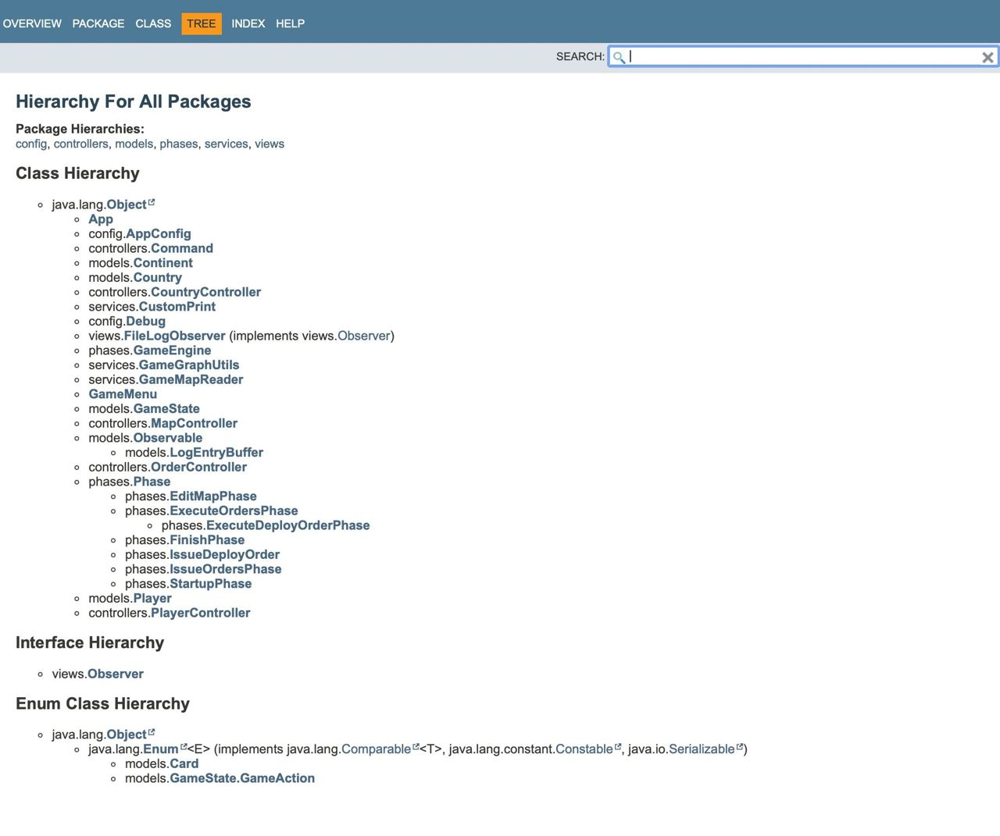 OVERVIEW PACKAGE CLASS TREE INDEX HELP
SEARCH:
Hierarchy For All Packages
Package Hierarchies:
config, controllers, models, phases, services, views
Class Hierarchy
java.lang.Object
App
config.AppConfig
controllers.Command
models.Continent
models.Country
controllers.CountryController
services.CustomPrint
config.Debug
views.FileLogObserver (implements views.Observer)
phases.GameEngine
services.GameGraphUtils
services.GameMapReader
GameMenu
models.GameState
controllers.MapController
models.Observable
models.LogEntryBuffer
controllers.OrderController
phases.Phase
phases.EditMapPhase
phases.ExecuteOrdersPhase
phases.ExecuteDeployOrderPhase
phases.FinishPhase
phases.IssueDeployOrder
phases.IssueOrdersPhase
phases.StartupPhase
models.Player
controllers.PlayerController
Interface Hierarchy
views.Observer
Enum Class Hierarchy
java.lang.Object
java.lang.Enum<E> (implements java.lang.Comparable<T>, java.lang.constant.Constable, java.io.Serializable)
models.Card
models.GameState.GameAction